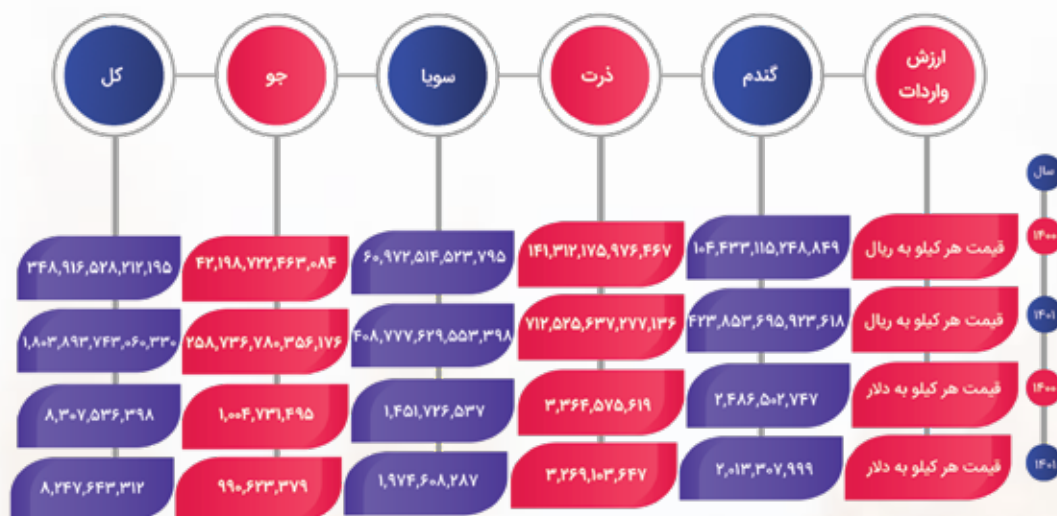 ارزش
واردات
گندم
ذرت
سویا
جو
کل
سال
۱۴۰۰
قیمت هر کیلو به ریال
۱۰۴,۴۳۳,۱۱۵,۲۴۸,۸۴۹
۱۴۱,۳۱۲,۱۷۵,۹۷۶,۴۶۷
۶۰,۹۷۲,۵۱۴,۵۲۳,۷۹۵
۴۲,۱۹۸,۷۲۲,۴۶۳,۰۸۴
۳۴۸,۹۱۶,۵۲۸,۲۱۲,۱۹۵
۱۴۰۱
قیمت هر کیلو به ریال
۴۲۳,۸۵۳,۶۹۵,۹۲۳,۶۱۸
۷۱۲,۵۲۵,۶۳۷,۲۷۷,۱۳۶
۴۰۸,۷۷۷,۶۲۹,۵۵۳,۳۹۸
۲۵۸,۷۳۶,۷۸۰,۳۵۶,۱۷۶
۱,۸۰۳,۸۹۳,۷۴۳,۰۶۰,۳۳۰
۱۴۰۰
قیمت هر کیلو به دلار
۲,۴۸۶,۵۰۲,۷۴۷
۳,۳۶۴,۵۷۵,۶۱۹
۱,۴۵۱,۷۲۶,۵۳۷
۱,۰۰۴,۷۳۱,۴۹۵
۸,۳۰۷,۵۳۶,۳۹۸
۱۴۰۱
قیمت هر کیلو به دلار
۲,۰۱۳,۳۰۷,۹۹۹
۳,۲۶۹,۱۰۳,۶۴۷
۱,۹۷۴,۶۰۸,۲۸۷
۹۹۰,۶۲۳,۳۷۹
۸,۲۴۷,۶۴۳,۳۱۲